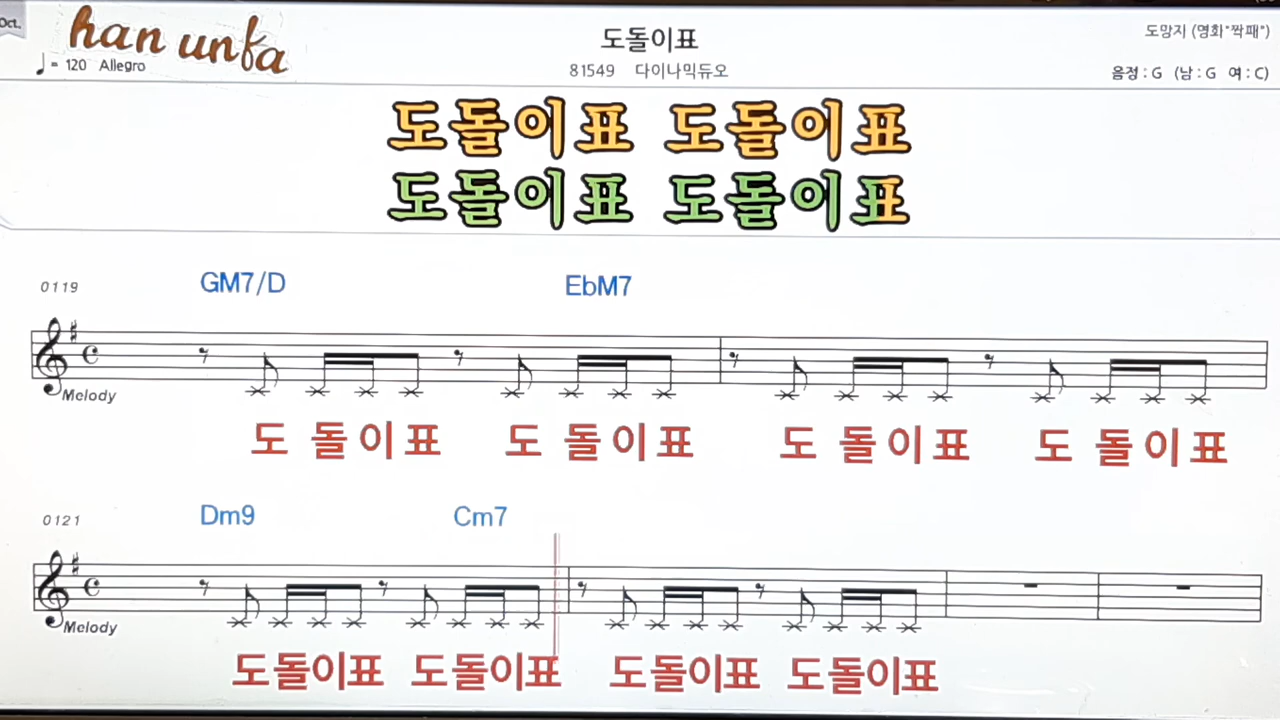 Oct.
han unfa
도돌이표
도망지 (영화"짝패")
♩= 120 Allegro
81549 다이나믹듀오
음정 : G (남 : G 여 : C)
도돌이표 도돌이표
도돌이표 도돌이표
0119 GM7/D EbM7
Melody
도 돌이표 도 돌이표 도 돌이표 도 돌이표
0121 Dm9 Cm7
Melody
도돌이표 도돌이표 도돌이표 도돌이표